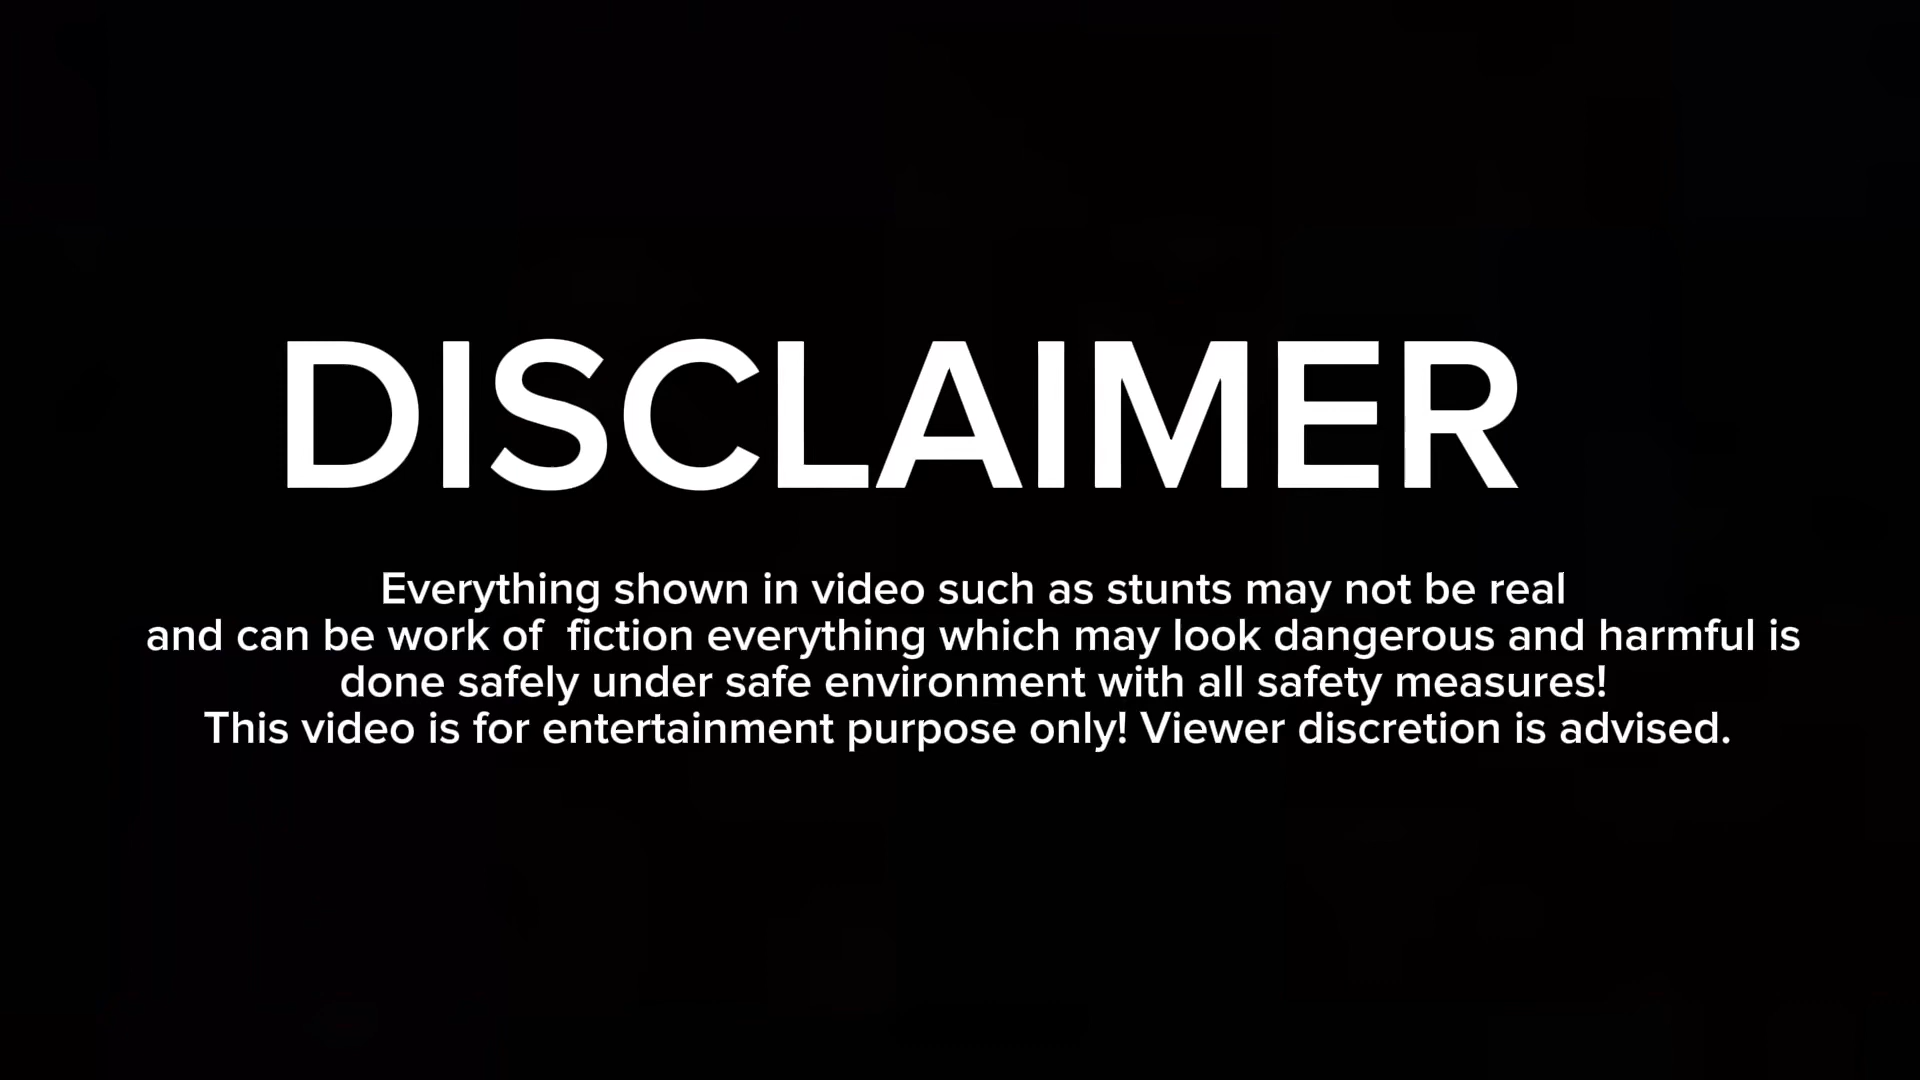 DISCLAIMER
Everything shown in video such as stunts may not be real
and can be work of  fiction everything which may look dangerous and harmful is
done safely under safe environment with all safety measures!
This video is for entertainment purpose only! Viewer discretion is advised.